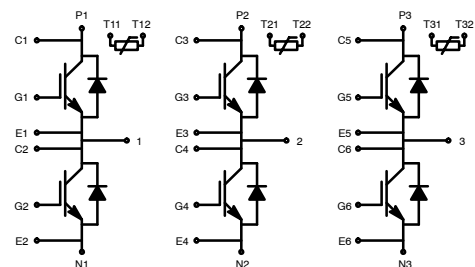 P1 P2 P3
T11 T12 T21 T22 T31 T32
C1 C3 C5
G1 G3 G5
E1 E3 E5
1 2 3
C2 C4 C6
G2 G4 G6
E2 E4 E6
N1 N2 N3